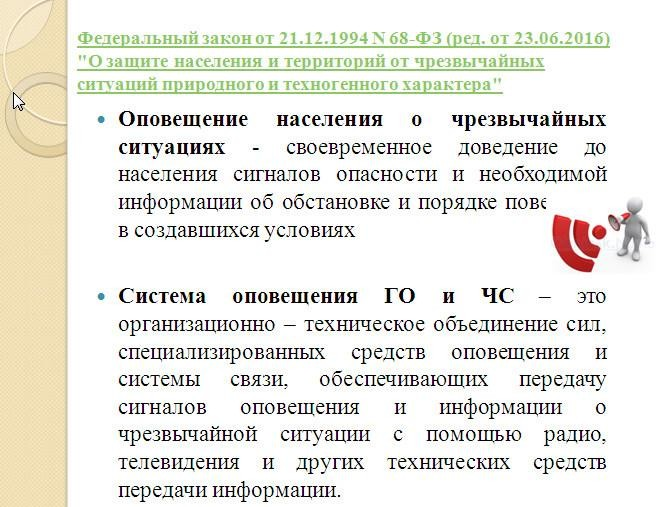 Федеральный закон от 21.12.1994 N 68-ФЗ (ред. от 23.06.2016)
"О защите населения и территорий от чрезвычайных
ситуаций природного и техногенного характера"
Оповещение населения о чрезвычайных
ситуациях - своевременное доведение до
населения сигналов опасности и необходимой
информации об обстановке и порядке пове
в создавшихся условиях
Система оповещения ГО и ЧС – это
организационно – техническое объединение сил,
специализированных средств оповещения и
системы связи, обеспечивающих передачу
сигналов оповещения и информации о
чрезвычайной ситуации с помощью радио,
телевидения и других технических средств
передачи информации.